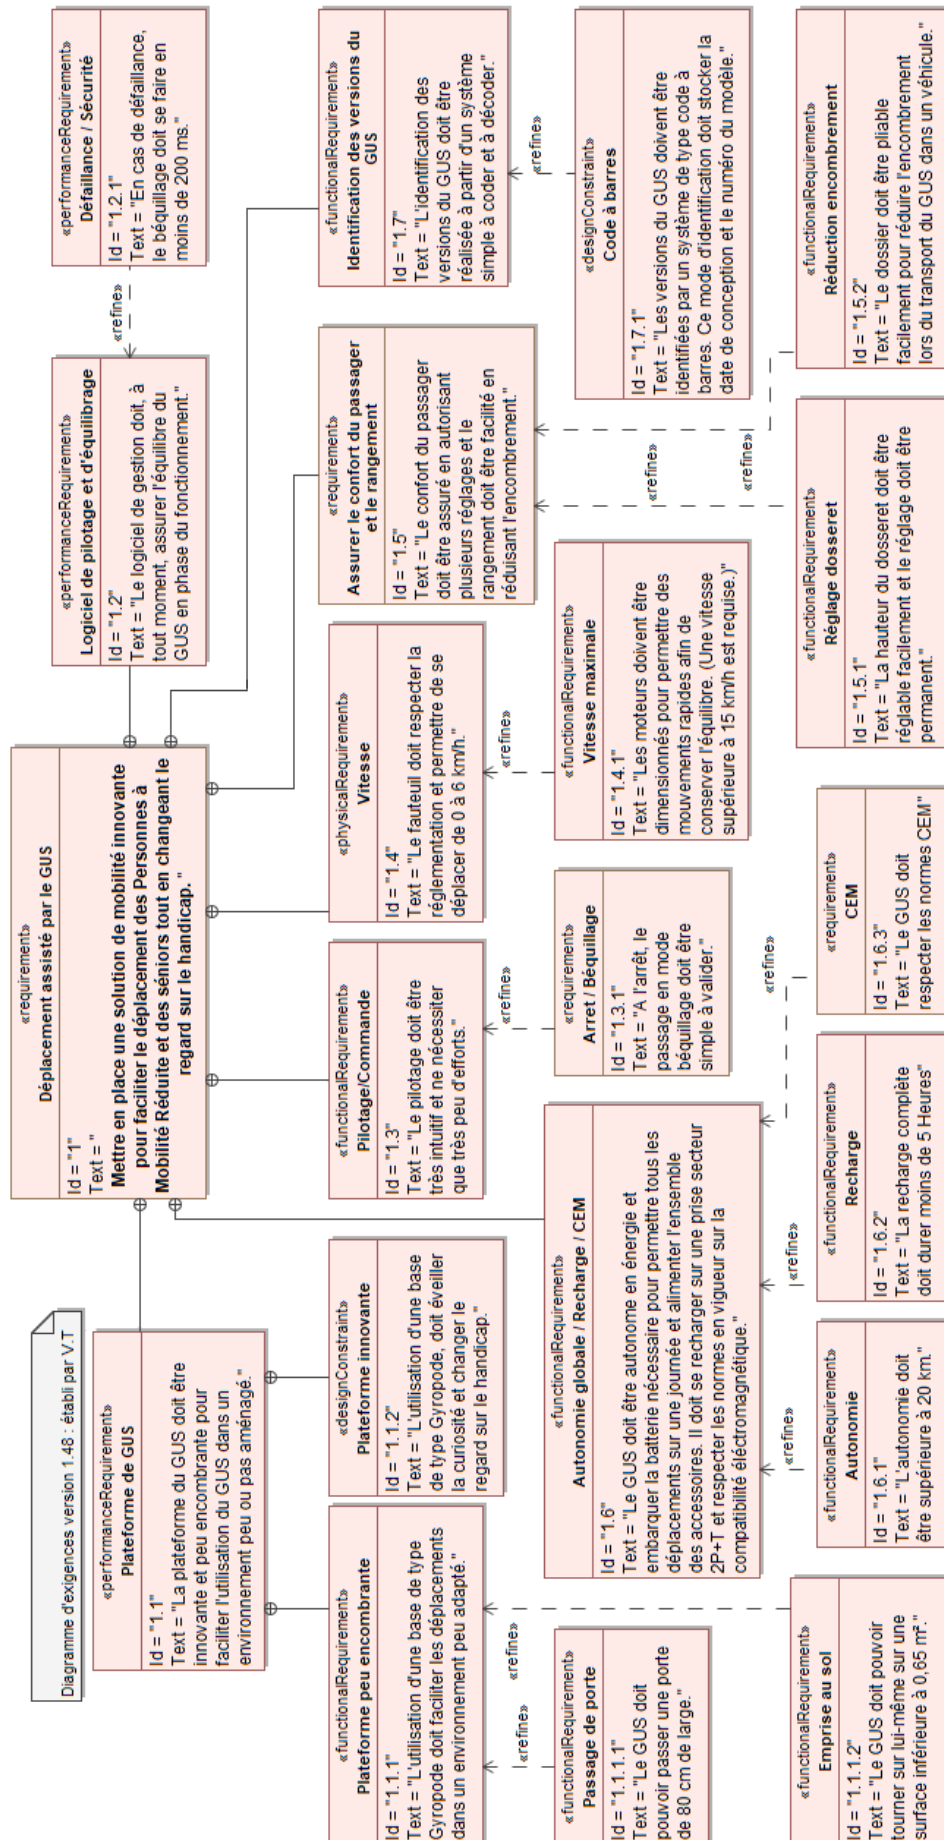 Diagramme d'exigences version 1.48 : établi par V.T
«requirement»
Déplacement assisté par le GUS
Id = "1"
Text = "
Mettre en place une solution de mobilité innovante
pour faciliter le déplacement des Personnes à
Mobilité Réduite et des séniors tout en changeant le
regard sur le handicap."
«performanceRequirement»
Plateforme de GUS
Id = "1.1"
Text = "La plateforme du GUS doit être
innovante et peu encombrante pour
faciliter l'utilisation du GUS dans un
environnement peu ou pas aménagé."
«performanceRequirement»
Logiciel de pilotage et d'équilibrage
Id = "1.2"
Text = "Le logiciel de gestion doit, à
tout moment, assurer l'équilibre du
GUS en phase du fonctionnement."
«refine»
«performanceRequirement»
Défaillance / Sécurité
Id = "1.2.1"
Text = "En cas de défaillance,
le béquillage doit se faire en
moins de 200 ms."
«functionalRequirement»
Plateforme peu encombrante
Id = "1.1.1"
Text = "L'utilisation d'une base de type
Gyropode doit faciliter les déplacements
dans un environnement peu adapté."
«designConstraint»
Plateforme innovante
Id = "1.1.2"
Text = "L'utilisation d'une base
de type Gyropode, doit éveiller
la curiosité et changer le
regard sur le handicap."
«functionalRequirement»
Pilotage/Commande
Id = "1.3"
Text = "Le pilotage doit être
très intuitif et ne nécessiter
que très peu d'efforts."
«physicalRequirement»
Vitesse
Id = "1.4"
Text = "Le fauteuil doit respecter la
réglementation et permettre de se
déplacer de 0 à 6 km/h."
«requirement»
Assurer le confort du passager
et le rangement
Id = "1.5"
Text = "Le confort du passager
doit être assuré en autorisant
plusieurs réglages et le
rangement doit être facilité en
réduisant l'encombrement."
«functionalRequirement»
Identification des versions du
GUS
Id = "1.7"
Text = "L'identification des
versions du GUS doit être
réalisée à partir d'un système
simple à coder et à décoder."
«refine»
«refine»
«refine»
«refine»
«refine»
«functionalRequirement»
Passage de porte
Id = "1.1.1.1"
Text = "Le GUS doit
pouvoir passer une porte
de 80 cm de large."
«functionalRequirement»
Autonomie globale / Recharge / CEM
Id = "1.6"
Text = "Le GUS doit être autonome en énergie et
embarquer la batterie nécessaire pour permettre tous les
déplacements sur une journée et alimenter l'ensemble
des accessoires. Il doit se recharger sur une prise secteur
2P+T et respecter les normes en vigueur sur la
compatibilité éléctromagnétique."
«requirement»
Arret / Béquillage
Id = "1.3.1"
Text = "A l'arrêt, le
passage en mode
béquillage doit être
simple à valider."
«functionalRequirement»
Vitesse maximale
Id = "1.4.1"
Text = "Les moteurs doivent être
dimensionnés pour permettre des
mouvements rapides afin de
conserver l'équilibre. (Une vitesse
supérieure à 15 km/h est requise.)"
«designConstraint»
Code à barres
Id = "1.7.1"
Text = "Les versions du GUS doivent être
identifiées par un système de type code à
barres. Ce mode d'identification doit stocker la
date de conception et le numéro du modèle."
«refine»
«refine»
«refine»
«refine»
«refine»
«functionalRequirement»
Emprise au sol
Id = "1.1.1.2"
Text = "Le GUS doit pouvoir
tourner sur lui-même sur une
surface inférieure à 0,65 m²."
«functionalRequirement»
Autonomie
Id = "1.6.1"
Text = "L'autonomie doit
être supérieure à 20 km."
«functionalRequirement»
Recharge
Id = "1.6.2"
Text = "La recharge complète
doit durer moins de 5 Heures"
«requirement»
CEM
Id = "1.6.3"
Text = "Le GUS doit
respecter les normes CEM"
«functionalRequirement»
Réglage dosseret
Id = "1.5.1"
Text = "La hauteur du dosseret doit être
réglable facilement et le réglage doit être
permanent."
«functionalRequirement»
Réduction encombrement
Id = "1.5.2"
Text = "Le dossier doit être pliable
facilement pour réduire l'encombrement
lors du transport du GUS dans un véhicule."